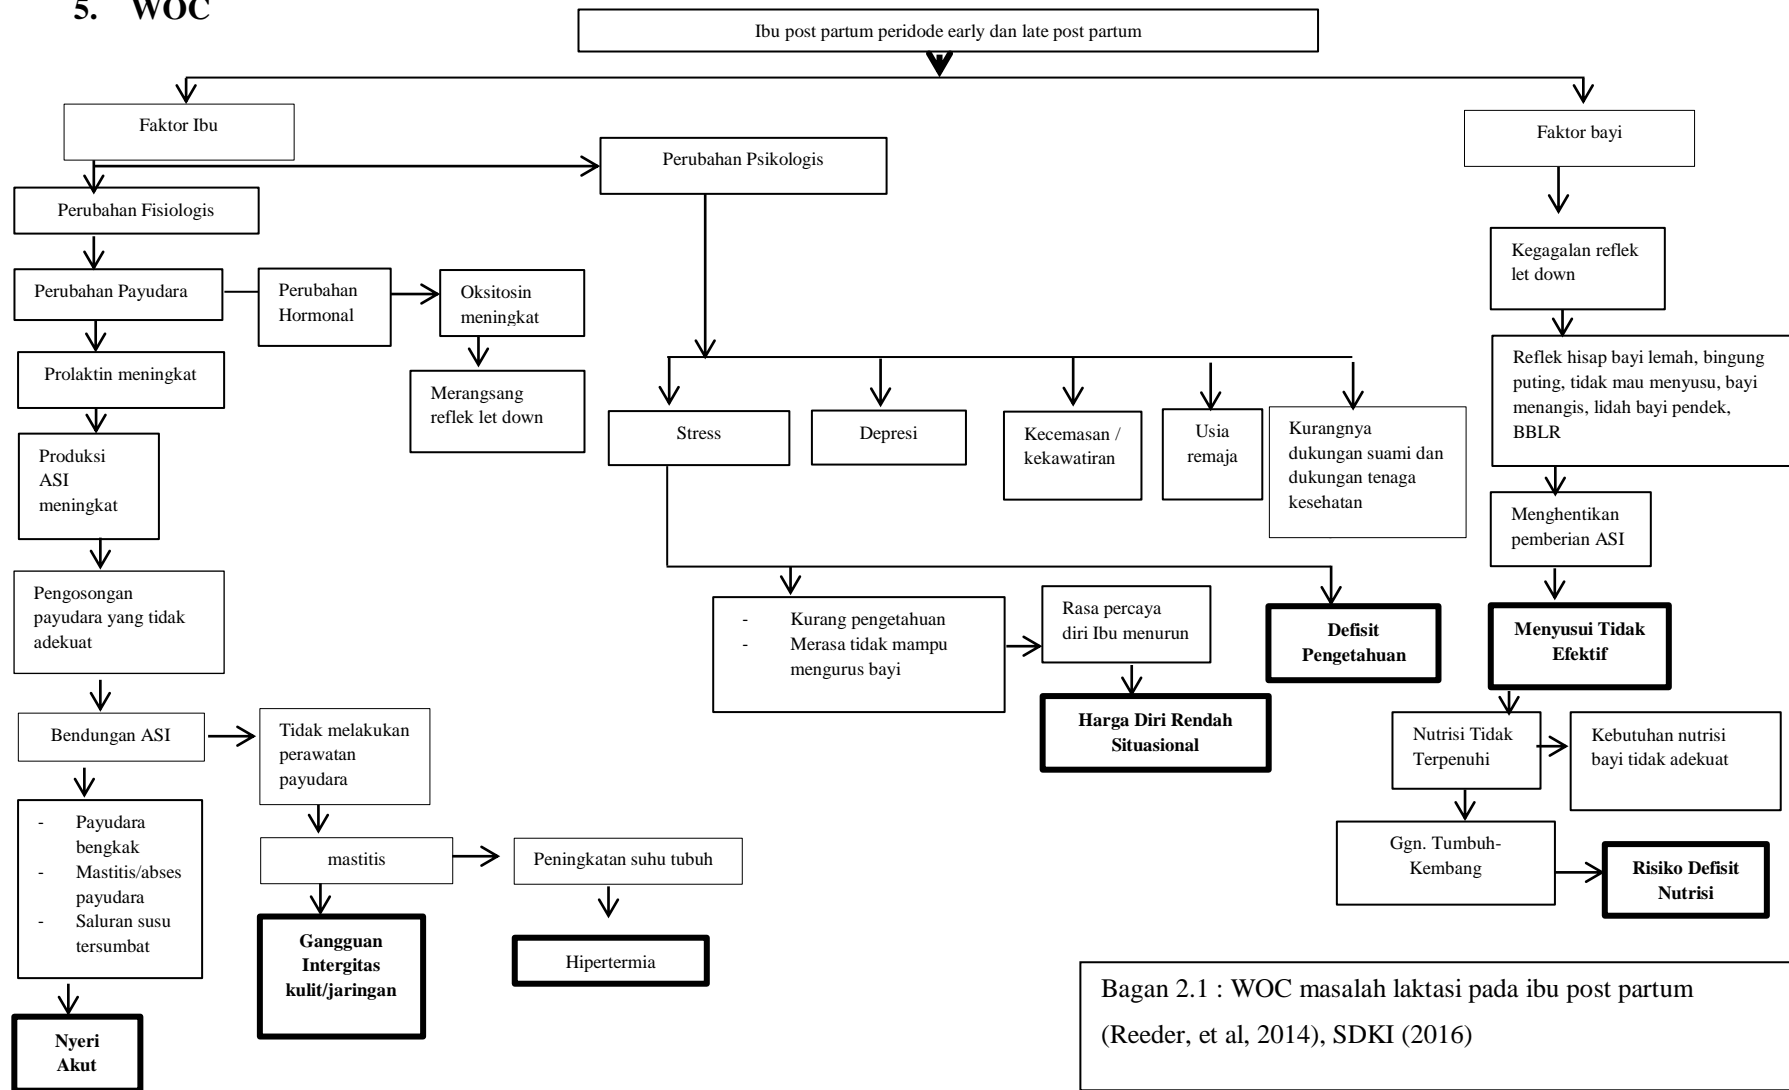 5. WOC
Ibu post partum peridode early dan late post partum
Faktor Ibu
Faktor bayi
Perubahan Psikologis
Perubahan Fisiologis
Perubahan Payudara
Perubahan
Hormonal
Oksitosin
meningkat
Kegagalan reflek
let down
Prolaktin meningkat
Merangsang
reflek let down
Reflek hisap bayi lemah, bingung
puting, tidak mau menyusu, bayi
menangis, lidah bayi pendek,
BBLR
Stress
Depresi
Kecemasan /
kekawatiran
Usia
remaja
Kurangnya
dukungan suami dan
dukungan tenaga
kesehatan
Produksi
ASI
meningkat
Menghentikan
pemberian ASI
Pengosongan
payudara yang tidak
adekuat
- Kurang pengetahuan
- Merasa tidak mampu
mengurus bayi
Rasa percaya
diri Ibu menurun
Defisit
Pengetahuan
Menyusui Tidak
Efektif
Harga Diri Rendah
Situasional
Bendungan ASI
Tidak melakukan
perawatan
payudara
Nutrisi Tidak
Terpenuhi
Kebutuhan nutrisi
bayi tidak adekuat
- Payudara
bengkak
- Mastitis/abses
payudara
- Saluran susu
tersumbat
mastitis
Peningkatan suhu tubuh
Ggn. Tumbuh-
Kembang
Risiko Defisit
Nutrisi
Gangguan
Intergitas
kulit/jaringan
Hipertermia
Nyeri
Akut
Bagan 2.1 : WOC masalah laktasi pada ibu post partum
(Reeder, et al, 2014), SDKI (2016)